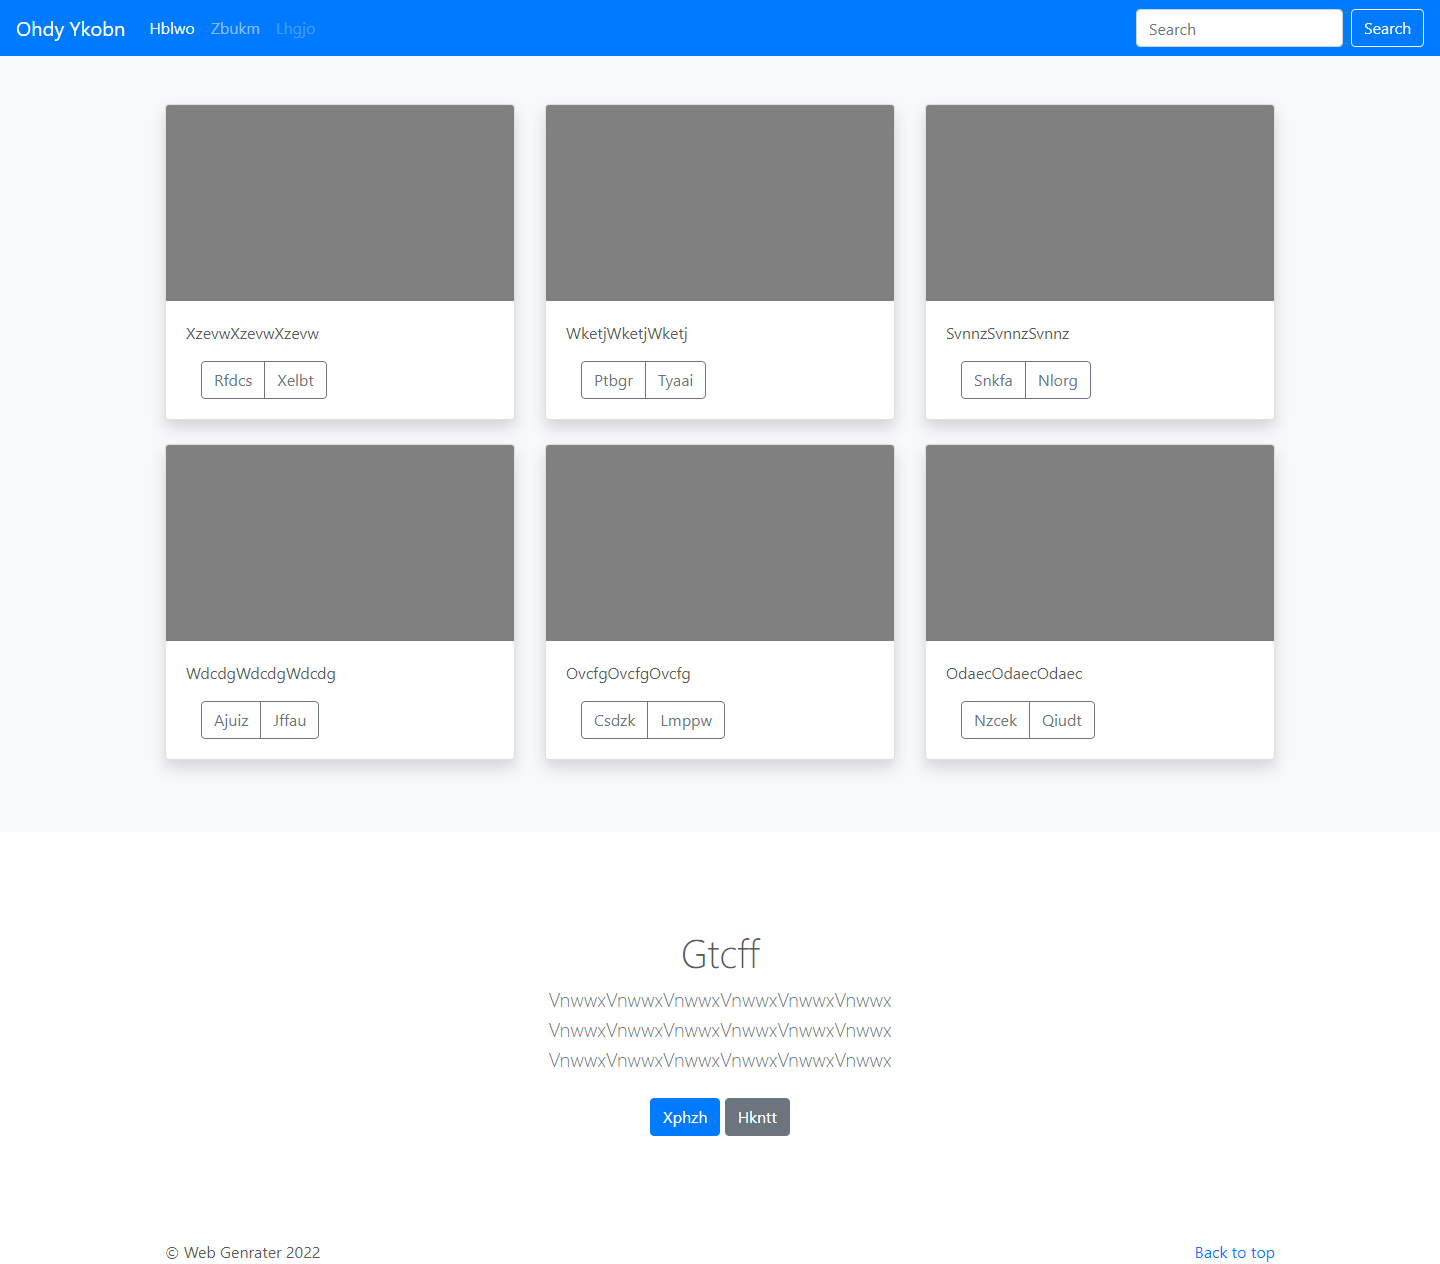 Ohdy Ykobn Hblwo Zbukm Lhgjo Search Search
XzevwXzevwXzevw WketjWketjWketj SvnnzSvnnzSvnnz
Rfdcs Xelbt Ptbgr Tyaai Snkfa Nlorg
WdcdgWdcdgWdcdg OvcfgOvcfgOvcfg OdaecOdaecOdaec
Ajuiz Jffau Csdzk Lmppw Nzcek Qiudt
Gtcff
VnwwxVnwwxVnwwxVnwwxVnwwxVnwwx
VnwwxVnwwxVnwwxVnwwxVnwwxVnwwx
VnwwxVnwwxVnwwxVnwwxVnwwxVnwwx
Xphzh Hkntt
© Web Genrater 2022 Back to top